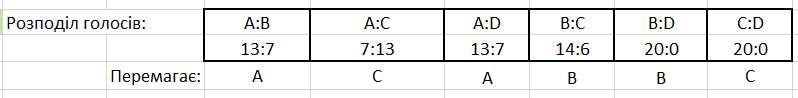 Розподіл голосів: A:B A:C A:D B:C B:D C:D
13:7 7:13 13:7 14:6 20:0 20:0
Перемагає: A C A B B C